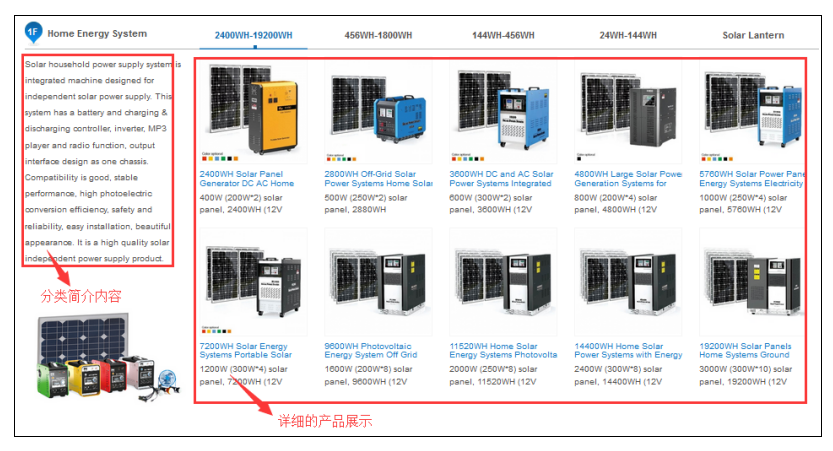 1F Home Energy System
2400WH-19200WH
456WH-1800WH
144WH-456WH
24WH-144WH
Solar Lantern
Solar household power supply system is
integrated machine designed for
independent solar power supply. This
system has a battery and charging &
discharging controller, inverter, MP3
player and radio function, output
interface design as one chassis.
Compatibility is good, stable
performance, high photoelectric
conversion efficiency, safety and
reliability, easy installation, beautiful
appearance. It is a high quality solar
independent power supply product.
分类简介内容
2400WH Solar Panel
Generator DC AC Home
400W (200W*2) solar
panel, 2400WH (12V
2800WH Off-Grid Solar
Power Systems Home Solar
500W (250W*2) solar
panel, 2880WH
3600WH DC and AC Solar
Power Systems Integrated
600W (300W*2) solar
panel, 3600WH (12V
4800WH Large Solar Powe
Generation Systems for
800W (200W*4) solar
panel, 4800WH (12V
5760WH Solar Power Pane
Energy Systems Electricity
1000W (250W*4) solar
panel, 5760WH (12V
7200WH Solar Energy
Systems Portable Solar
1200W (300W*4) solar
panel, 7200WH (12V
9600WH Photovoltaic
Energy System Off Grid
1600W (200W*8) solar
panel, 9600WH (12V
11520WH Home Solar
Energy Systems Photovolta
2000W (250W*8) solar
panel, 11520WH (12V
14400WH Home Solar
Power Systems with Energy
2400W (300W*8) solar
panel, 14400WH (12V
19200WH Solar Panels
Home Systems Ground
3000W (300W*10) solar
panel, 19200WH (12V
详细的产品展示